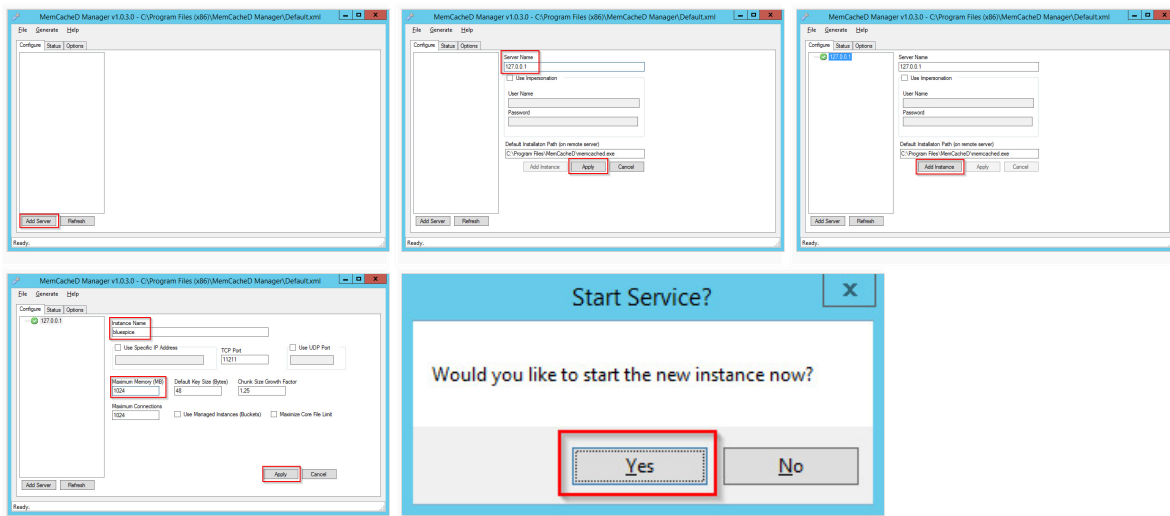 MemCacheD Manager v1.0.3.0 - C:\Program Files (x86)\MemCacheD Manager\Default.xml
File Generate Help
Configure Status Options
Add Server Refresh
Ready.
MemCacheD Manager v1.0.3.0 - C:\Program Files (x86)\MemCacheD Manager\Default.xml
File Generate Help
Configure Status Options
Server Name
127.0.0.1
Use Impersonation
User Name
Password
Default Installation Path (on remote server)
C:\Program Files\MemCacheD\memcached.exe
Add Instance Apply Cancel
Add Server Refresh
Ready.
MemCacheD Manager v1.0.3.0 - C:\Program Files (x86)\MemCacheD Manager\Default.xml
File Generate Help
Configure Status Options
127.0.0.1
Server Name
127.0.0.1
Use Impersonation
User Name
Password
Default Installation Path (on remote server)
C:\Program Files\MemCacheD\memcached.exe
Add Instance Apply Cancel
Add Server Refresh
Ready.
MemCacheD Manager v1.0.3.0 - C:\Program Files (x86)\MemCacheD Manager\Default.xml
File Generate Help
Configure Status Options
127.0.0.1
Instance Name
bluespice
Use Specific IP Address TCP Port Use UDP Port
11211
Maximum Memory (MB) Default Key Size (Bytes) Chunk Size Growth Factor
1024 48 1.25
Maximum Connections
1024 Use Managed Instances (Buckets) Maximize Core File Limit
Apply Cancel
Add Server Refresh
Ready.
Start Service?
Would you like to start the new instance now?
Yes No